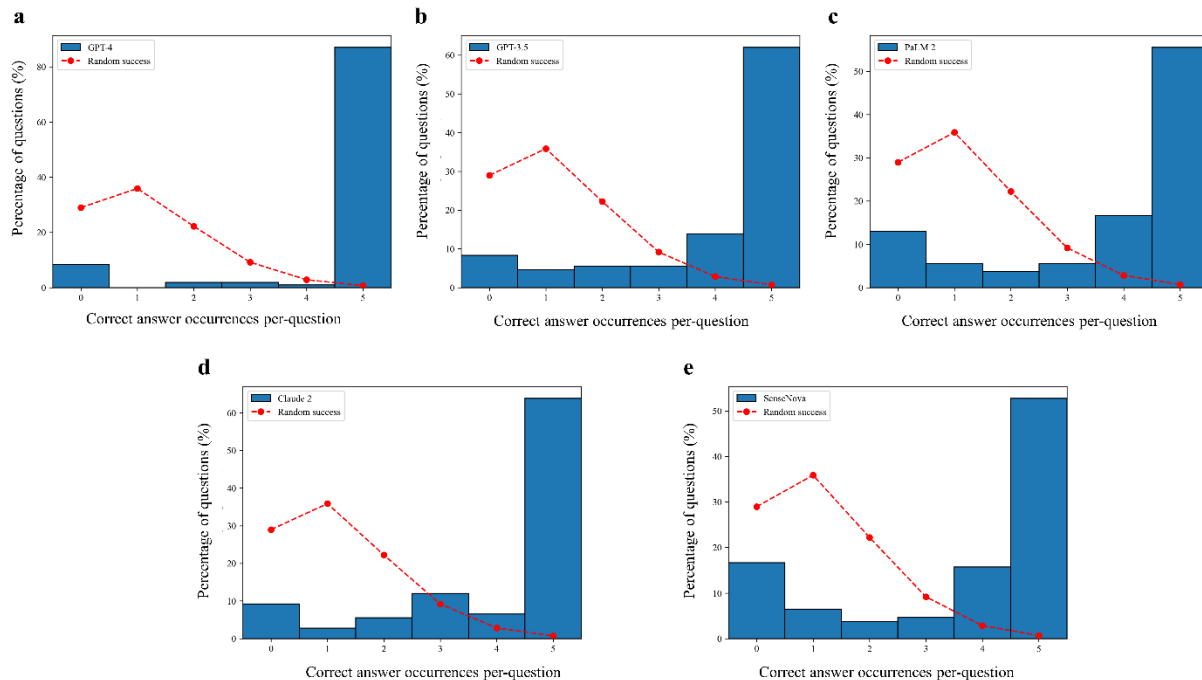 a
GPT-4
Random success
Percentage of questions (%)
80
60
40
20
0
0 1 2 3 4 5
Correct answer occurrences per-question
b
GPT-3.5
Random success
Percentage of questions (%)
60
50
40
30
20
10
0
0 1 2 3 4 5
Correct answer occurrences per-question
c
PaLM 2
Random success
Percentage of questions (%)
50
40
30
20
10
0
0 1 2 3 4 5
Correct answer occurrences per-question
d
Claude 2
Random success
Percentage of questions (%)
60
50
40
30
20
10
0
0 1 2 3 4 5
Correct answer occurrences per-question
e
SenseNova
Random success
Percentage of questions (%)
50
40
30
20
10
0
0 1 2 3 4 5
Correct answer occurrences per-question